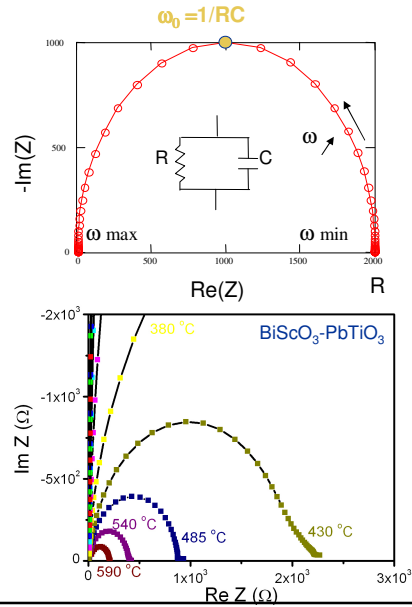 ω₀ =1/RC
1000
500
0
-Im(Z)
R
C
ω
ω max
ω min
0
500
1000
1500
2000
Re(Z)
R
-2x10³
-1x10³
-5x10²
0
Im Z (Ω)
380 °C
BiScO₃-PbTiO₃
540 °C
485 °C
430 °C
590 °C
0
1x10³
2x10³
3x10³
Re Z (Ω)